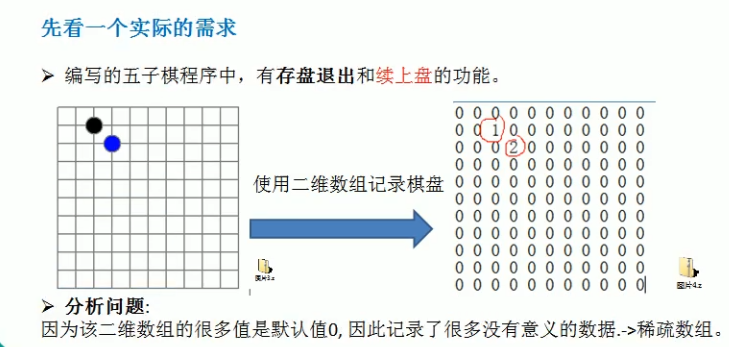 先看一个实际的需求
➤ 编写的五子棋程序中，有存盘退出和续上盘的功能。
使用二维数组记录棋盘
0 0 0 0 0 0 0 0 0 0 0
0 0 1 0 0 0 0 0 0 0 0
0 0 0 2 0 0 0 0 0 0 0
0 0 0 0 0 0 0 0 0 0 0
0 0 0 0 0 0 0 0 0 0 0
0 0 0 0 0 0 0 0 0 0 0
0 0 0 0 0 0 0 0 0 0 0
0 0 0 0 0 0 0 0 0 0 0
0 0 0 0 0 0 0 0 0 0 0
0 0 0 0 0 0 0 0 0 0 0
0 0 0 0 0 0 0 0 0 0 0
图片3.z
图片4.z
➤ 分析问题:
因为该二维数组的很多值是默认值0, 因此记录了很多没有意义的数据.->稀疏数组。